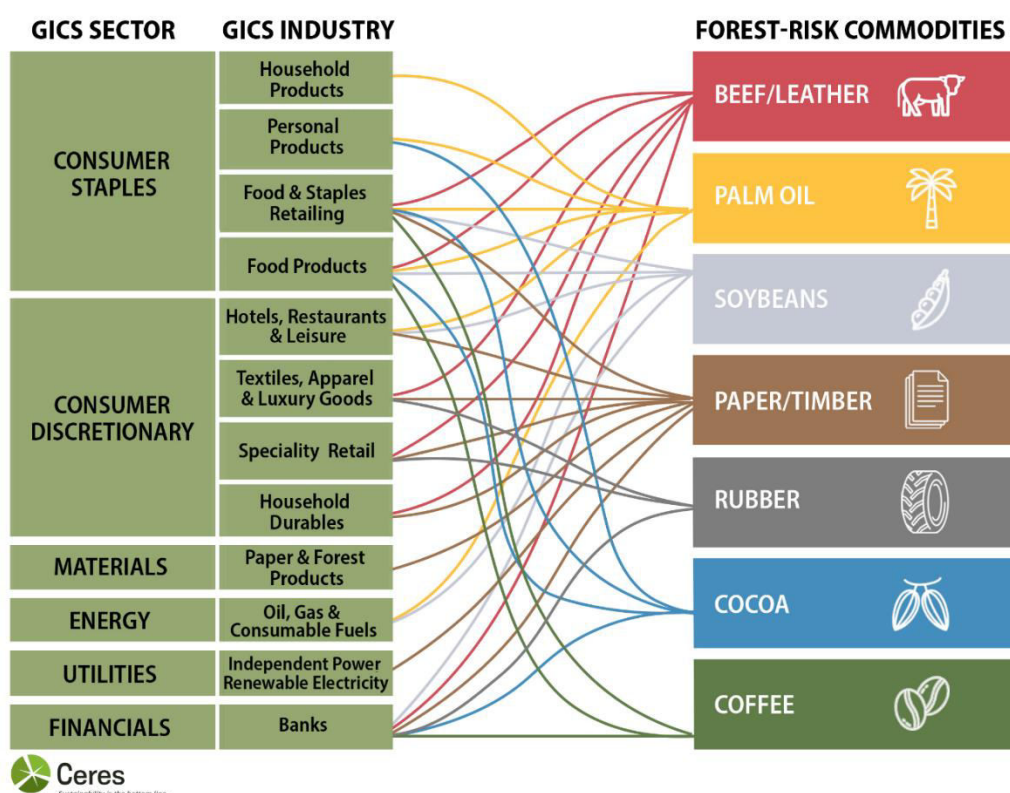 GICS SECTOR
GICS INDUSTRY
FOREST-RISK COMMODITIES
CONSUMER
STAPLES
Household
Products
Personal
Products
Food & Staples
Retailing
Food Products
CONSUMER
DISCRETIONARY
Hotels, Restaurants
& Leisure
Textiles, Apparel
& Luxury Goods
Speciality Retail
Household
Durables
MATERIALS
Paper & Forest
Products
ENERGY
Oil, Gas &
Consumable Fuels
UTILITIES
Independent Power
Renewable Electricity
FINANCIALS
Banks
BEEF/LEATHER
PALM OIL
SOYBEANS
PAPER/TIMBER
RUBBER
COCOA
COFFEE
Ceres